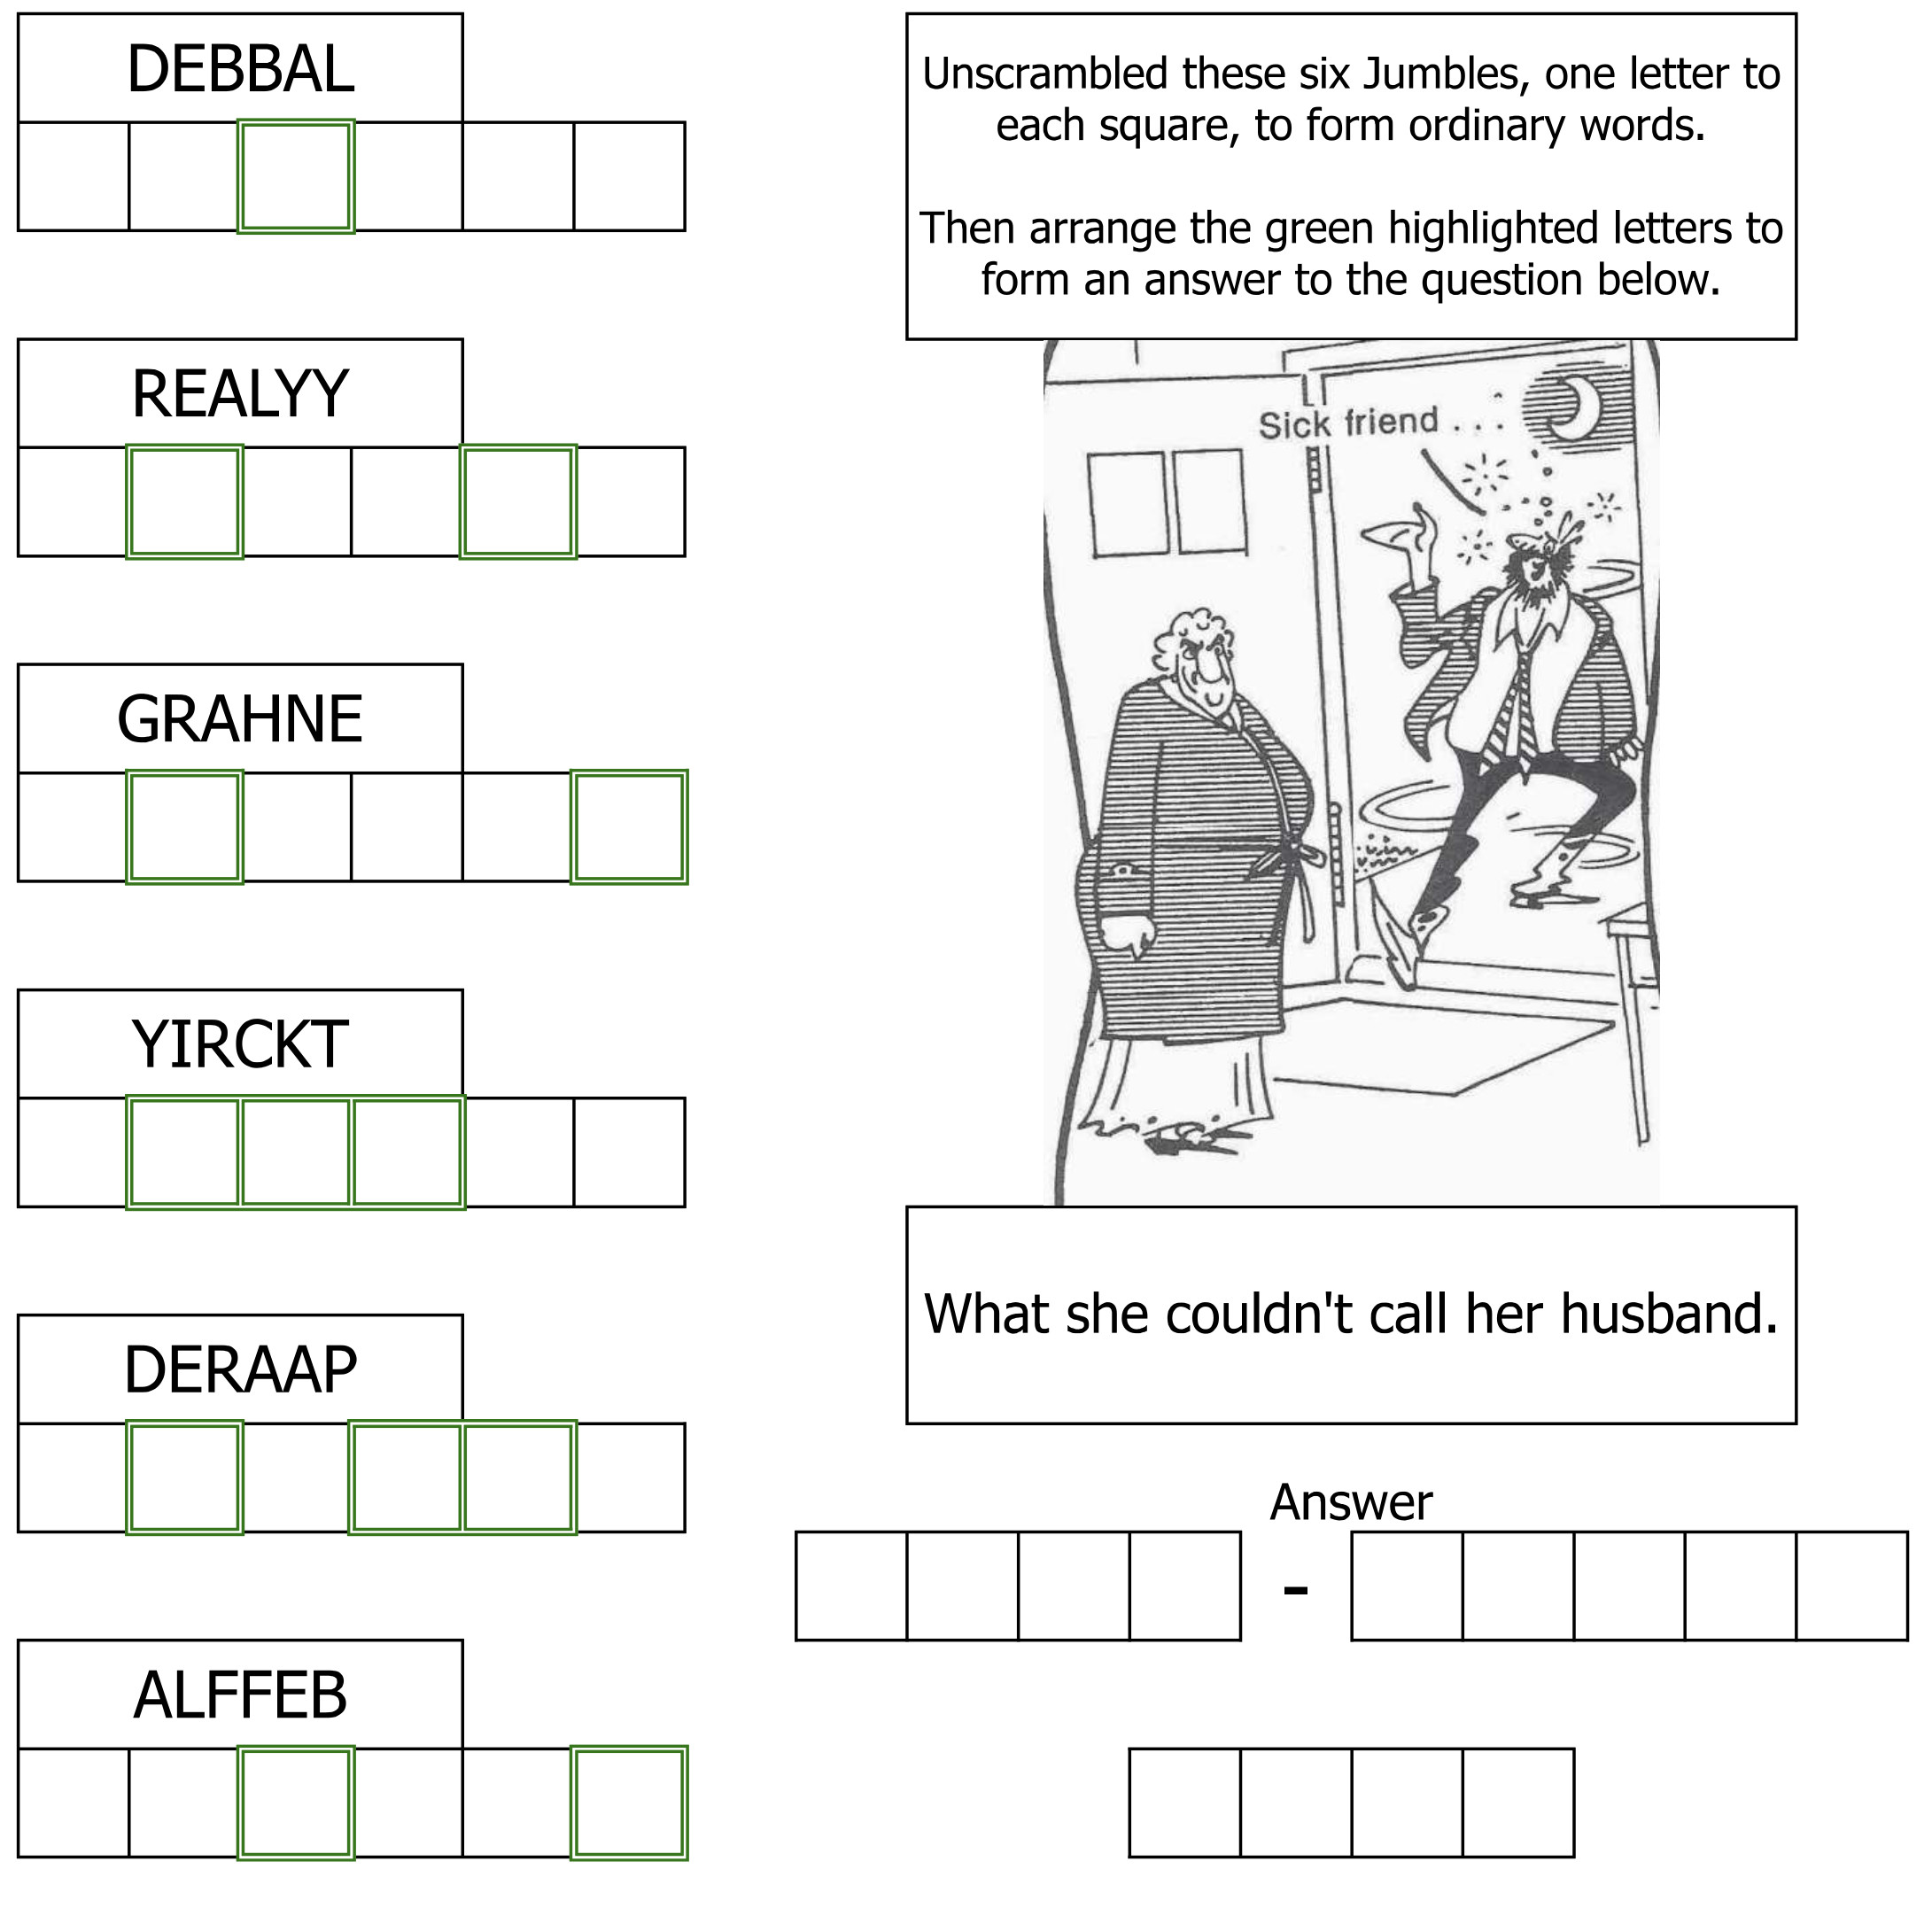 DEBBAL
REALYY
GRAHNE
YIRCKT
DERAAP
ALFFEB
Unscrambled these six Jumbles, one letter to
each square, to form ordinary words.
Then arrange the green highlighted letters to
form an answer to the question below.
Sick friend . . .
What she couldn't call her husband.
Answer
-